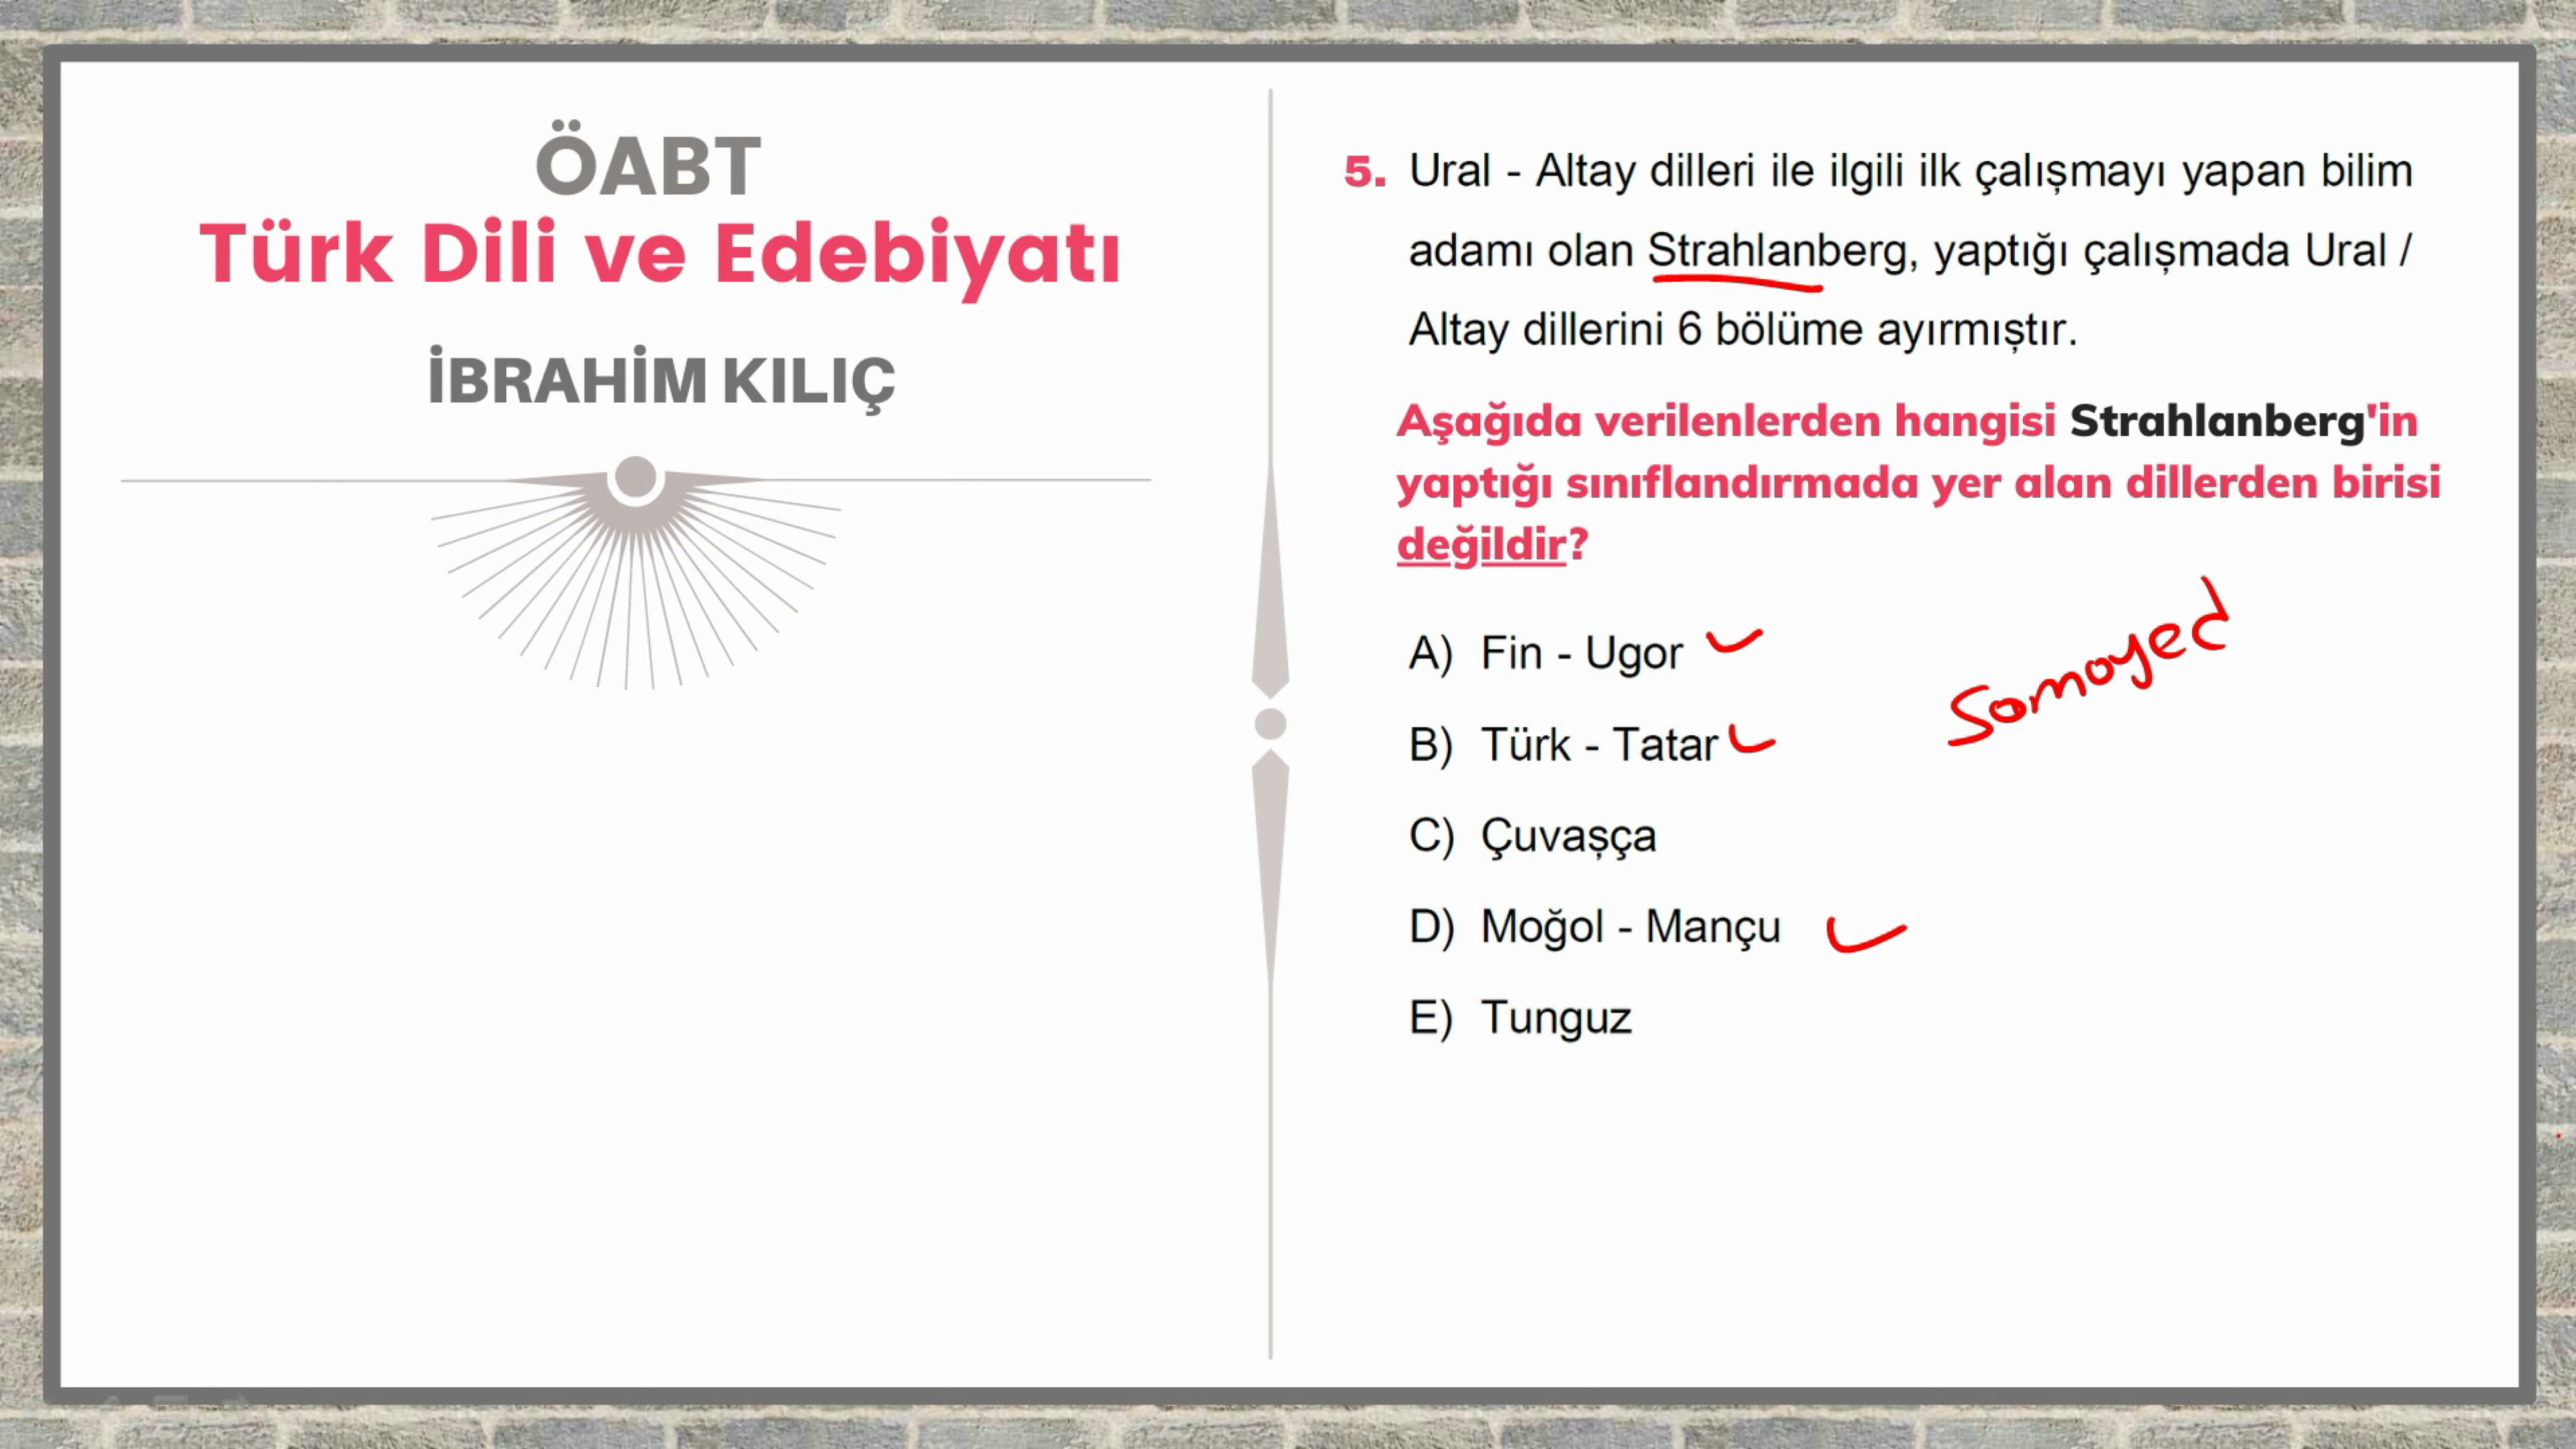 ÖABT
Türk Dili ve Edebiyatı
İBRAHİM KILIÇ
5. Ural - Altay dilleri ile ilgili ilk çalışmayı yapan bilim
adamı olan Strahlanberg, yaptığı çalışmada Ural /
Altay dillerini 6 bölüme ayırmıştır.
Aşağıda verilenlerden hangisi Strahlanberg'in
yaptığı sınıflandırmada yer alan dillerden birisi
değildir?
A) Fin - Ugor
Samoyed
B) Türk - Tatar
C) Çuvaşça
D) Moğol - Mançu
E) Tunguz